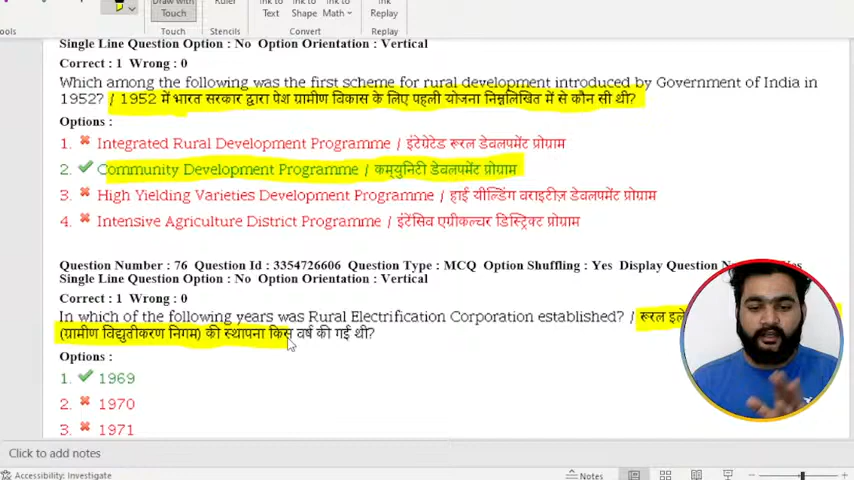 Draw with
Touch
Ruler
Ink to
Text
Ink to
Shape
Ink to
Math
Ink
Replay
ools
Touch
Stencils
Convert
Replay
Single Line Question Option : No Option Orientation : Vertical
Correct : 1 Wrong : 0
Which among the following was the first scheme for rural development introduced by Government of India in
1952? / 1952 में भारत सरकार द्वारा पेश ग्रामीण विकास के लिए पहली योजना निम्नलिखित में से कौन सी थी?
Options :
1. Integrated Rural Development Programme / इंटेग्रेटेड रूरल डेवलपमेंट प्रोग्राम
2. Community Development Programme / कम्युनिटी डेवलपमेंट प्रोग्राम
3. High Yielding Varieties Development Programme / हाई यील्डिंग वराइटीज़ डेवलपमेंट प्रोग्राम
4. Intensive Agriculture District Programme / इंटेंसिव एग्रीकल्चर डिस्ट्रिक्ट प्रोग्राम
Question Number : 76 Question Id : 3354726606 Question Type : MCQ Option Shuffling : Yes Display Question N Yes
Single Line Question Option : No Option Orientation : Vertical
Correct : 1 Wrong : 0
In which of the following years was Rural Electrification Corporation established? / रूरल इले
(ग्रामीण विद्युतीकरण निगम) की स्थापना किस वर्ष की गई थी?
Options :
1. 1969
2. 1970
3. 1971
Click to add notes
Accessibility: Investigate
Notes